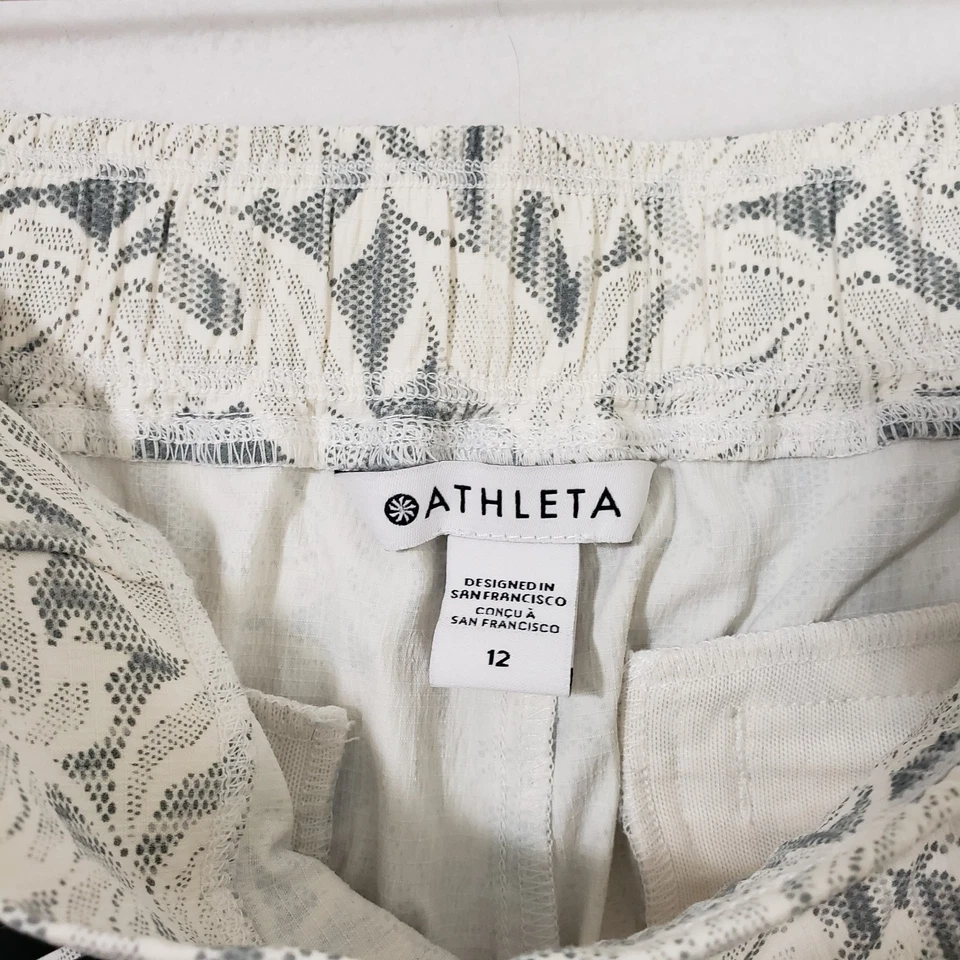 ATHLETA
DESIGNED IN
SAN FRANCISCO
CONÇU À
SAN FRANCISCO
12